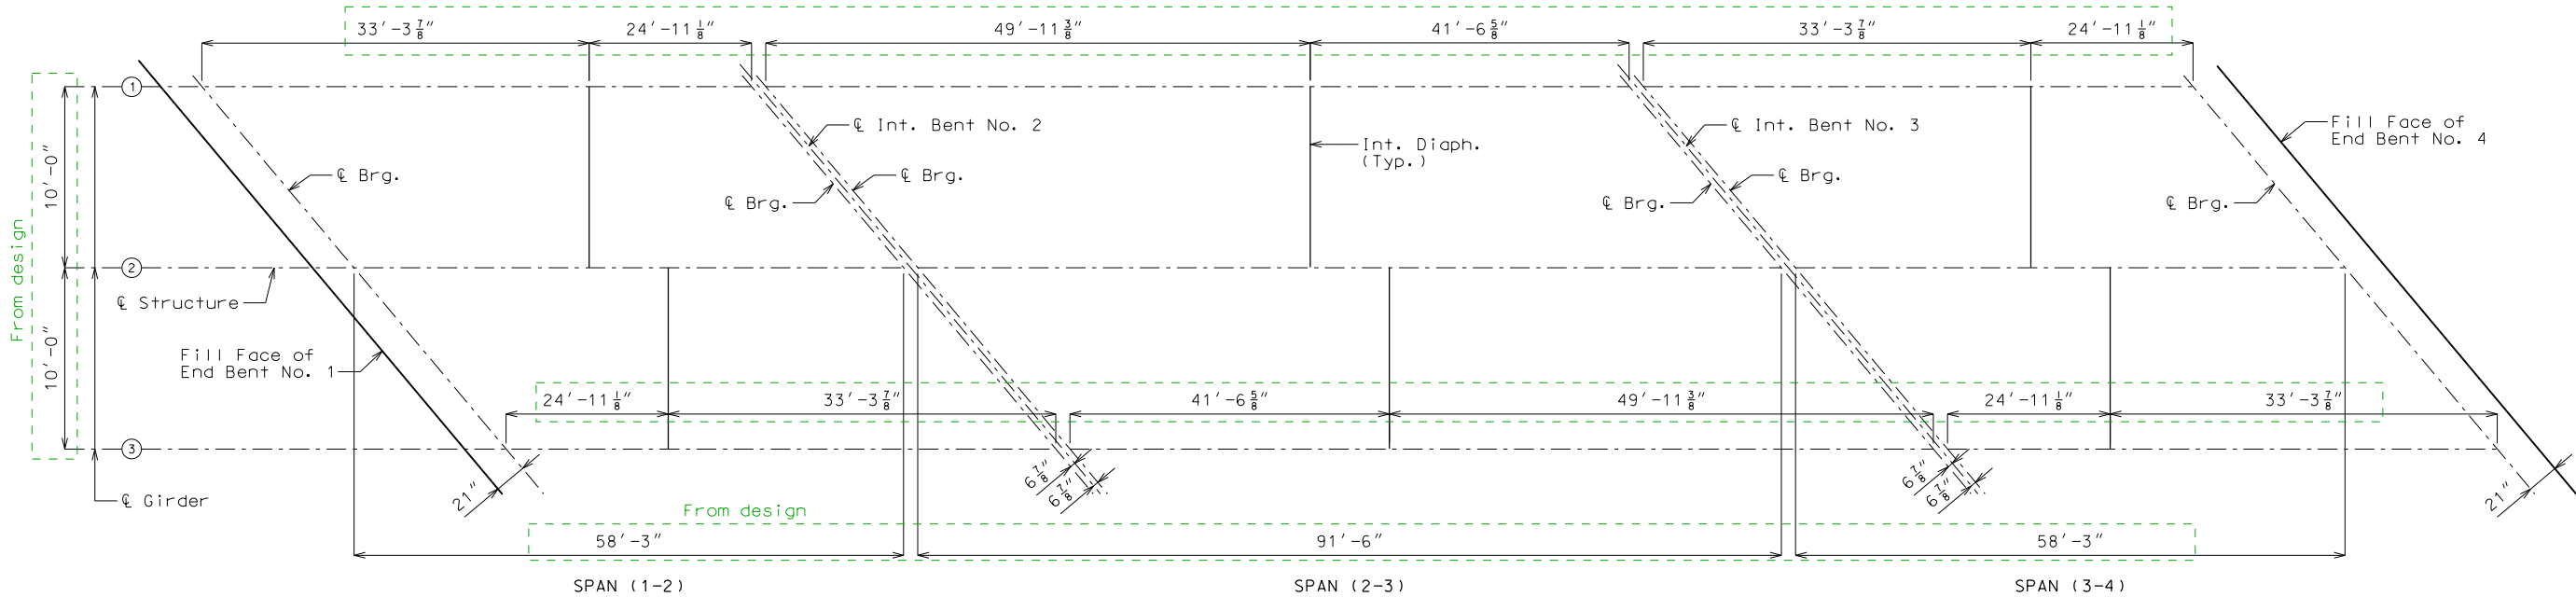 33'-3 7/8" 24'-11 1/8" 49'-11 3/8" 41'-6 5/8" 33'-3 7/8" 24'-11 1/8"
1
℄ Int. Bent No. 2
℄ Int. Bent No. 3
Fill Face of
End Bent No. 4
Int. Diaph.
(Typ.)
10'-0"
℄ Brg.
℄ Brg.
℄ Brg.
℄ Brg.
℄ Brg.
℄ Brg.
From design
2
℄ Structure
Fill Face of
End Bent No. 1
10'-0"
24'-11 1/8" 33'-3 7/8" 41'-6 5/8" 49'-11 3/8" 24'-11 1/8" 33'-3 7/8"
3
℄ Girder
21"
6 7/8"
6 7/8"
6 7/8"
6 7/8"
21"
From design
58'-3" 91'-6" 58'-3"
SPAN (1-2) SPAN (2-3) SPAN (3-4)